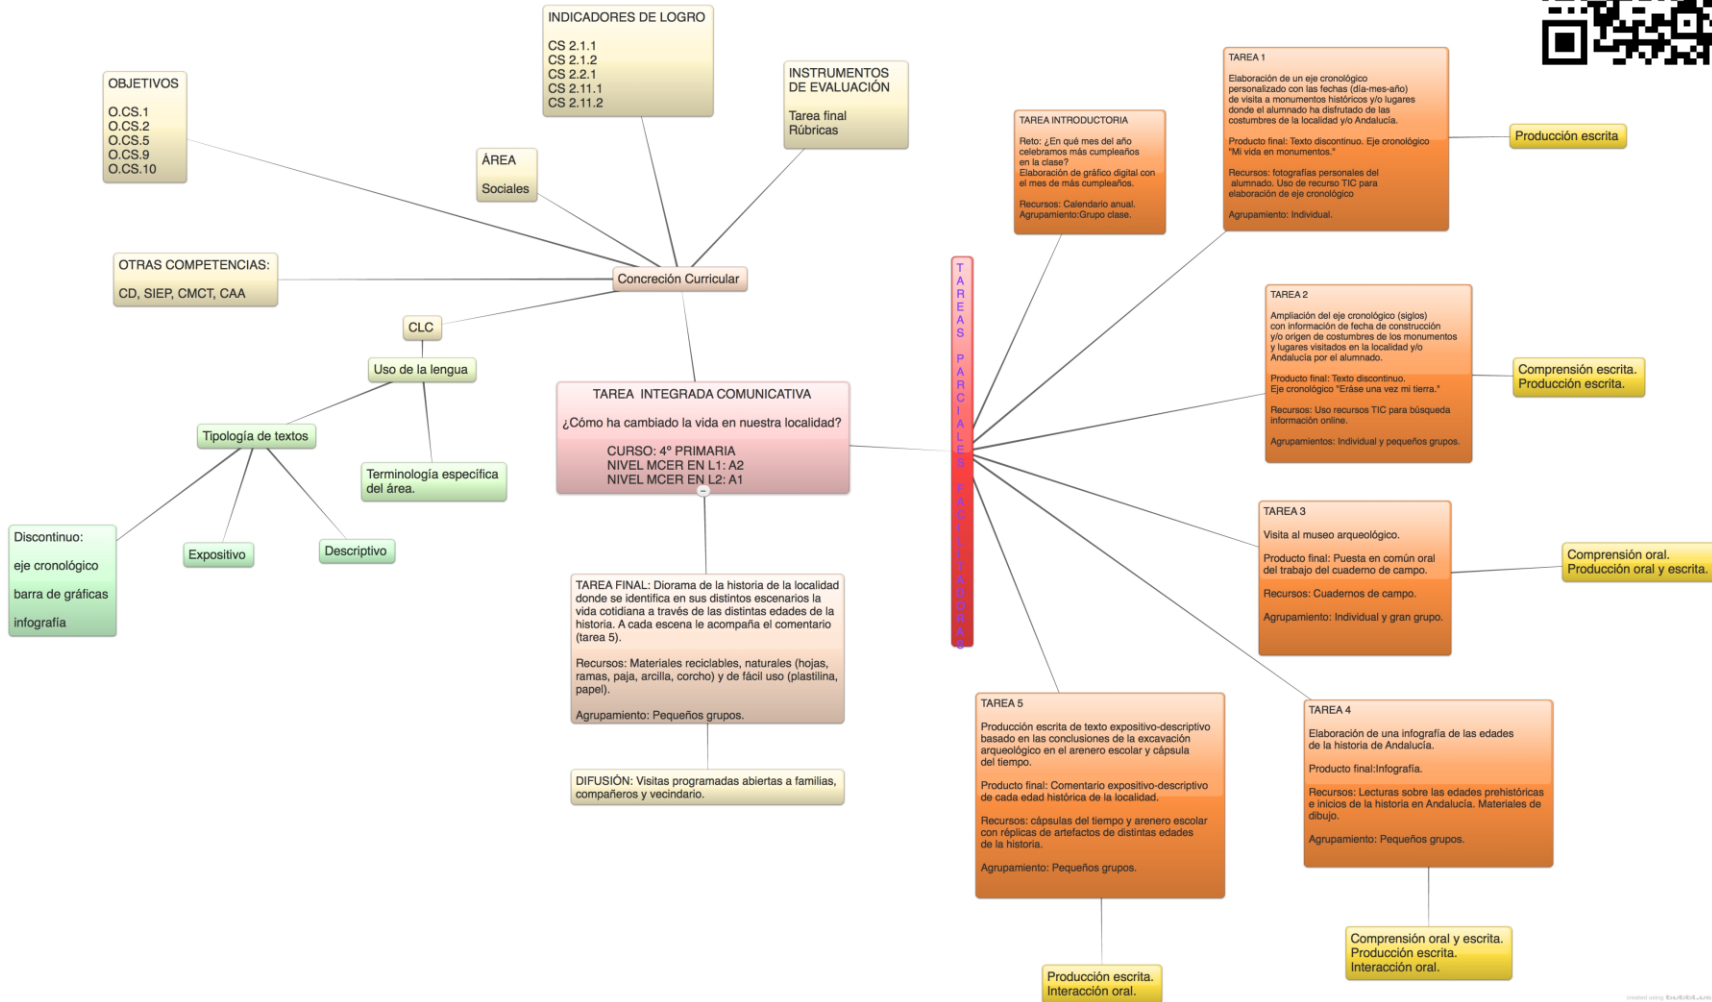 INDICADORES DE LOGRO
CS 2.1.1
CS 2.1.2
CS 2.2.1
CS 2.11.1
CS 2.11.2
OBJETIVOS
O.CS.1
O.CS.2
O.CS.5
O.CS.9
O.CS.10
INSTRUMENTOS
DE EVALUACIÓN
Tarea final
Rúbricas
ÁREA
Sociales
OTRAS COMPETENCIAS:
CD, SIEP, CMCT, CAA
Concreción Curricular
CLC
Uso de la lengua
Tipología de textos
Terminología específica
del área.
Discontinuo:
eje cronológico
barra de gráficas
infografía
Expositivo
Descriptivo
TAREA INTEGRADA COMUNICATIVA
¿Cómo ha cambiado la vida en nuestra localidad?
CURSO: 4º PRIMARIA
NIVEL MCER EN L1: A2
NIVEL MCER EN L2: A1
TAREA FINAL: Diorama de la historia de la localidad
donde se identifica en sus distintos escenarios la
vida cotidiana a través de las distintas edades de la
historia. A cada escena le acompaña el comentario
(tarea 5).
Recursos: Materiales reciclables, naturales (hojas,
ramas, paja, arcilla, corcho) y de fácil uso (plastilina,
papel).
Agrupamiento: Pequeños grupos.
DIFUSIÓN: Visitas programadas abiertas a familias,
compañeros y vecindario.
TAREAS PARCIALES FACILITADORAS
TAREA INTRODUCTORIA
Reto: ¿En qué mes del año
celebramos más cumpleaños
en la clase?
Elaboración de gráfico digital con
el mes de más cumpleaños.
Recursos: Calendario anual.
Agrupamiento:Grupo clase.
TAREA 1
Elaboración de un eje cronológico
personalizado con las fechas (día-mes-año)
de visita a monumentos históricos y/o lugares
donde el alumnado ha disfrutado de las
costumbres de la localidad y/o Andalucía.
Producto final: Texto discontinuo. Eje cronológico
"Mi vida en monumentos."
Recursos: fotografías personales del
alumnado. Uso de recurso TIC para
elaboración de eje cronológico
Agrupamiento: Individual.
Producción escrita
TAREA 2
Ampliación del eje cronológico (siglos)
con información de fecha de construcción
y/o origen de costumbres de los monumentos
y lugares visitados en la localidad y/o
Andalucía por el alumnado.
Producto final: Texto discontinuo.
Eje cronológico "Eráse una vez mi tierra."
Recursos: Uso recursos TIC para búsqueda
información online.
Agrupamientos: Individual y pequeños grupos.
Comprensión escrita.
Producción escrita.
TAREA 3
Visita al museo arqueológico.
Producto final: Puesta en común oral
del trabajo del cuaderno de campo.
Recursos: Cuadernos de campo.
Agrupamiento: Individual y gran grupo.
Comprensión oral.
Producción oral y escrita.
TAREA 4
Elaboración de una infografía de las edades
de la historia de Andalucía.
Producto final:Infografía.
Recursos: Lecturas sobre las edades prehistóricas
e inicios de la historia en Andalucía. Materiales de
dibujo.
Agrupamiento: Pequeños grupos.
Comprensión oral y escrita.
Producción escrita.
Interacción oral.
TAREA 5
Producción escrita de texto expositivo-descriptivo
basado en las conclusiones de la excavación
arqueológico en el arenero escolar y cápsula
del tiempo.
Producto final: Comentario expositivo-descriptivo
de cada edad histórica de la localidad.
Recursos: cápsulas del tiempo y arenero escolar
con réplicas de artefactos de distintas edades
de la historia.
Agrupamiento: Pequeños grupos.
Producción escrita.
Interacción oral.
created using